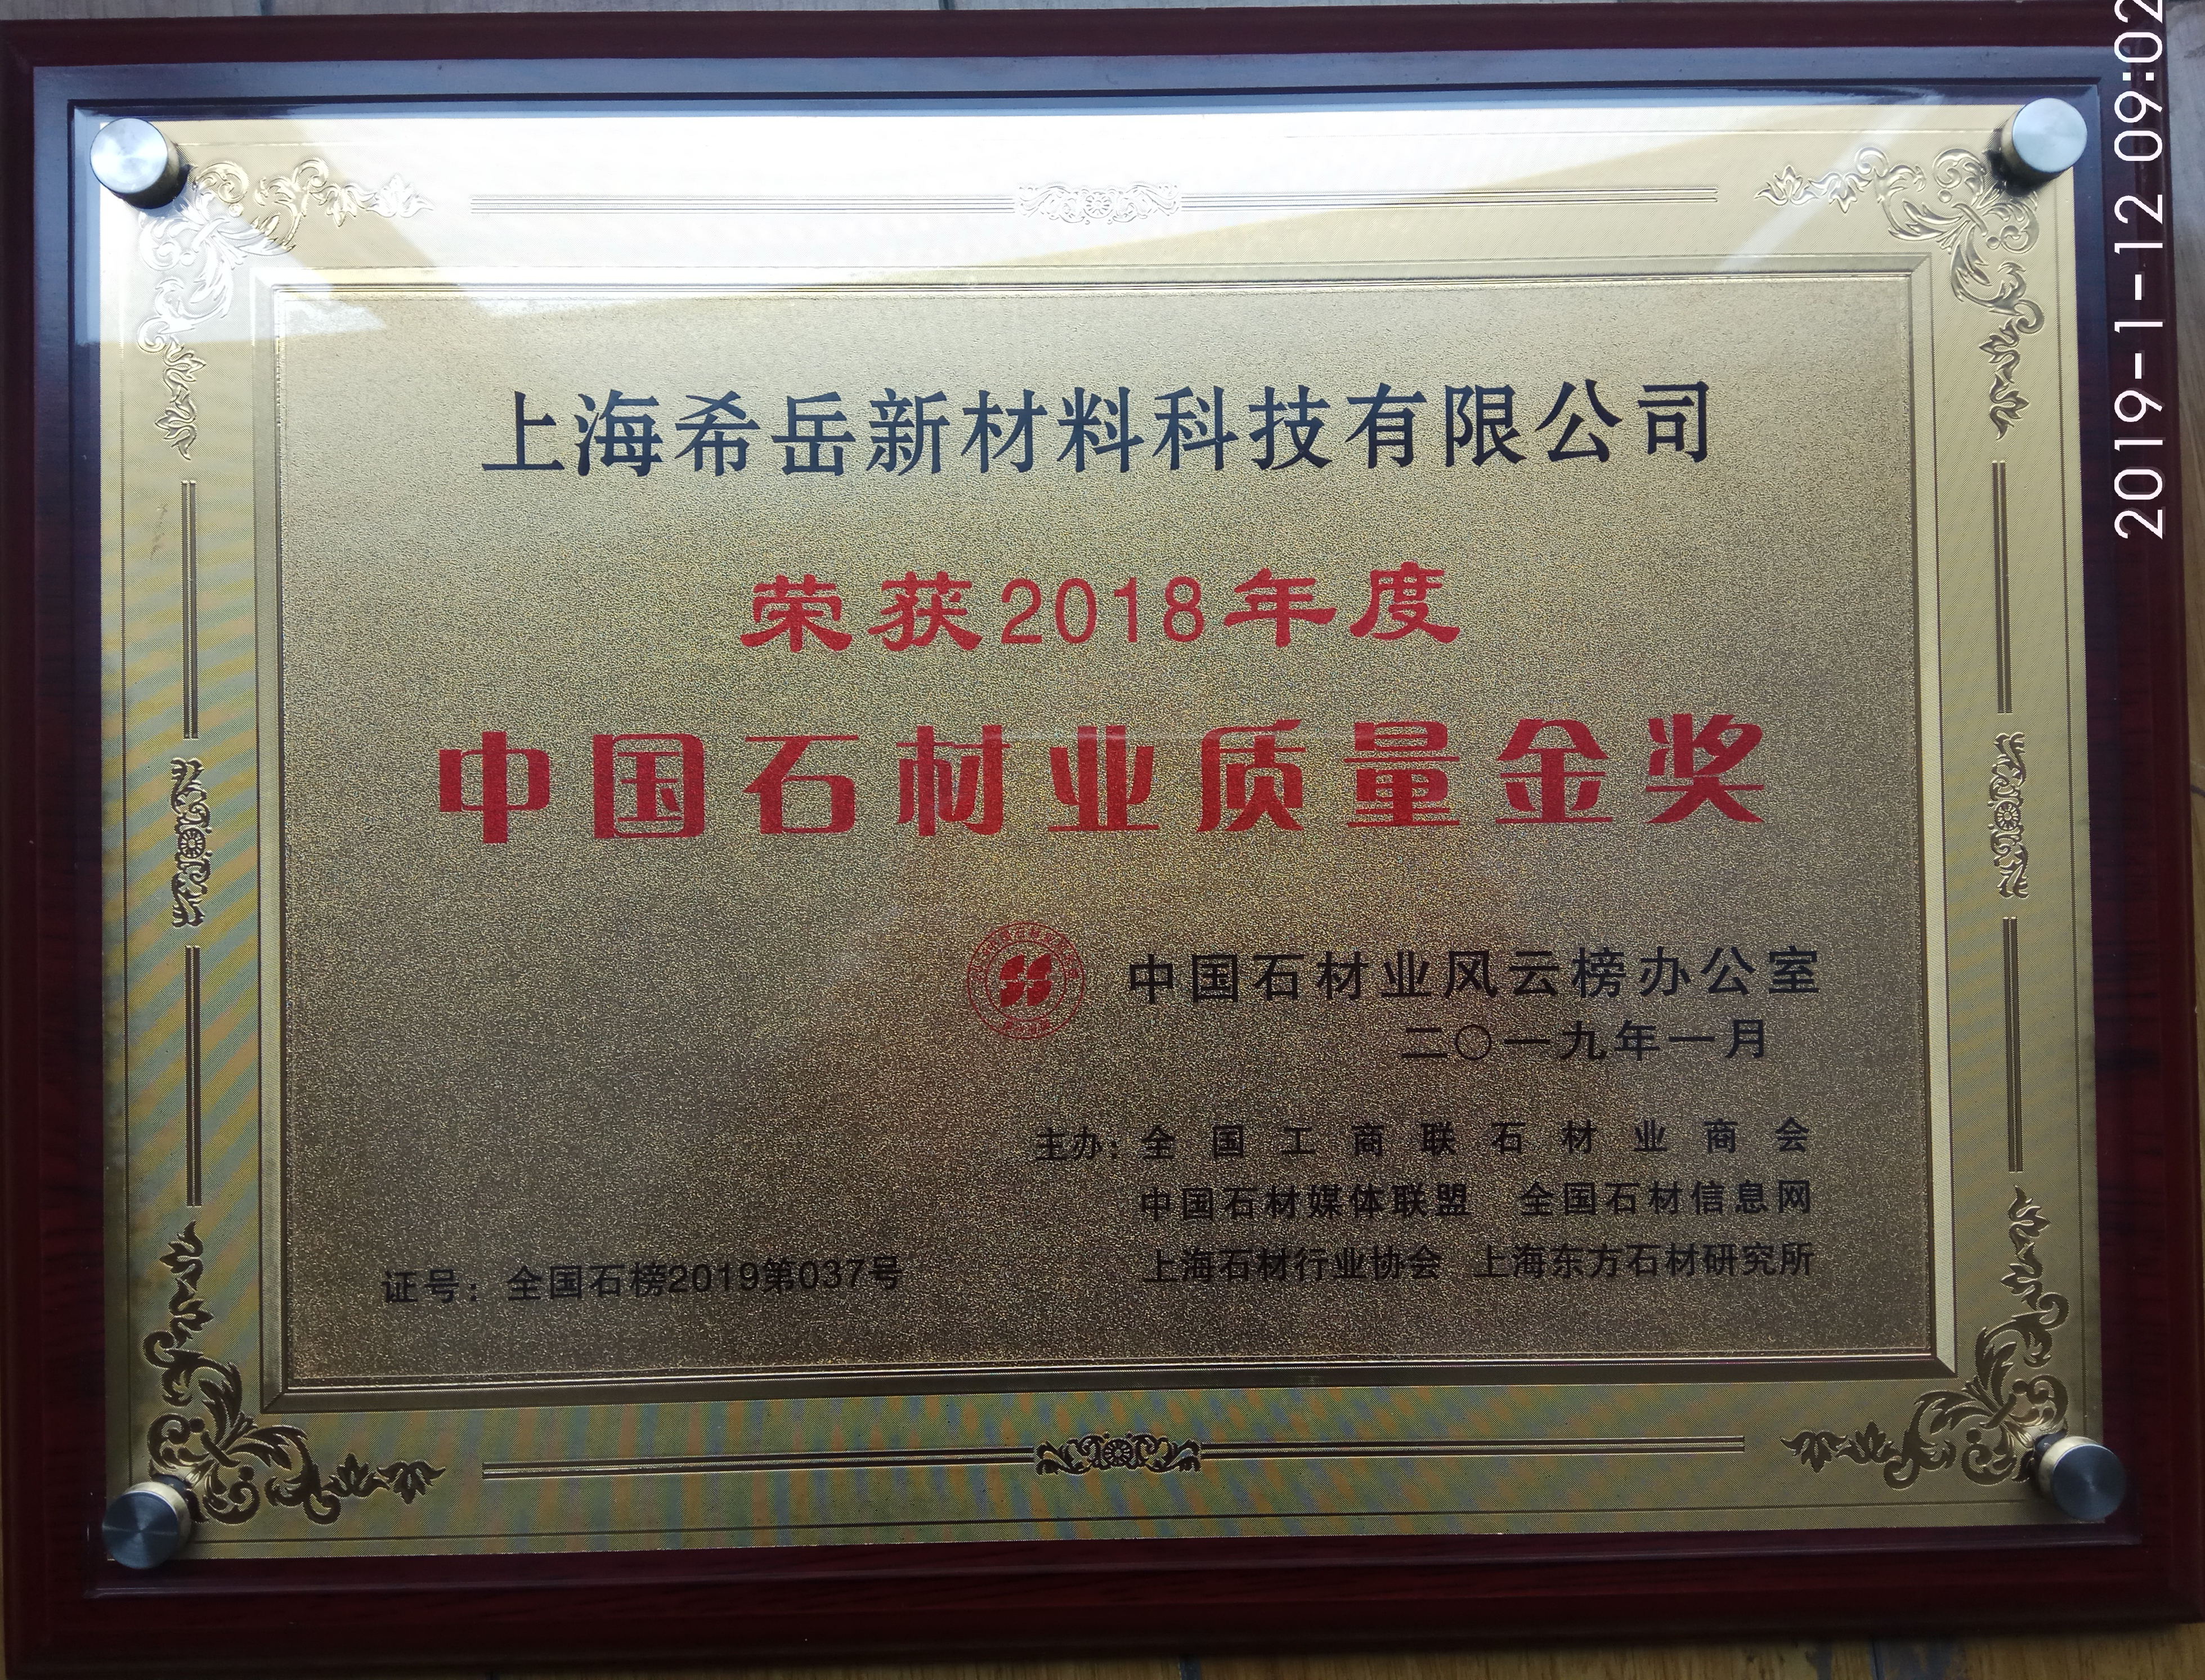 上海希岳新材料科技有限公司
荣获2018年度
中国石材业质量金奖
中国石材业风云榜办公室
二〇一九年一月
主办：全国工商联石材业商会
中国石材媒体联盟 全国石材信息网
上海石材行业协会 上海东方石材研究所
证号：全国石榜2019第037号
2019-1-12 09:02